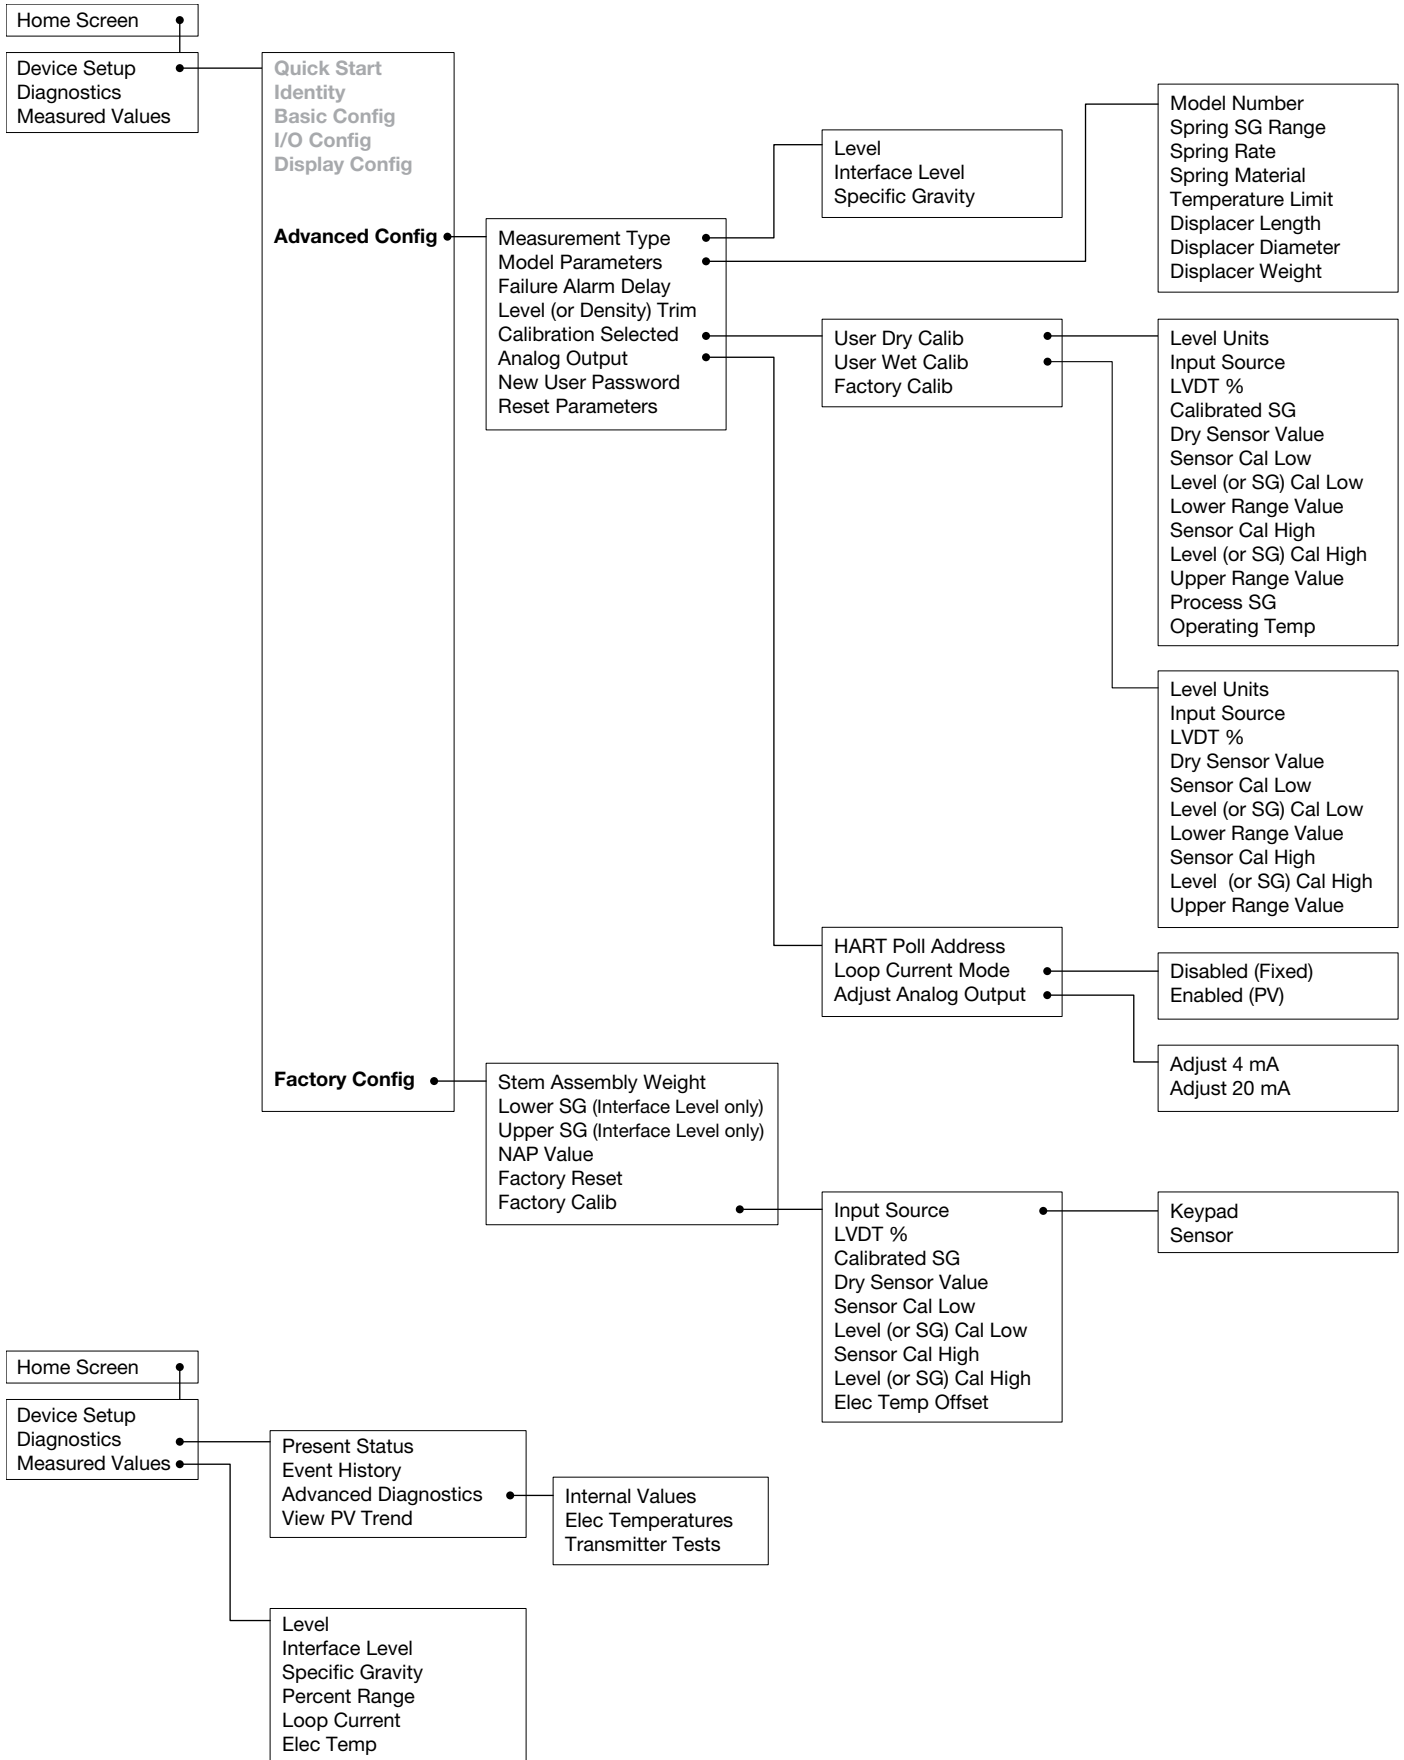 Home Screen
Device Setup
Diagnostics
Measured Values
Quick Start
Identity
Basic Config
I/O Config
Display Config
Advanced Config
Factory Config
Measurement Type
Model Parameters
Failure Alarm Delay
Level (or Density) Trim
Calibration Selected
Analog Output
New User Password
Reset Parameters
Level
Interface Level
Specific Gravity
Model Number
Spring SG Range
Spring Rate
Spring Material
Temperature Limit
Displacer Length
Displacer Diameter
Displacer Weight
User Dry Calib
User Wet Calib
Factory Calib
Level Units
Input Source
LVDT %
Calibrated SG
Dry Sensor Value
Sensor Cal Low
Level (or SG) Cal Low
Lower Range Value
Sensor Cal High
Level (or SG) Cal High
Upper Range Value
Process SG
Operating Temp
Level Units
Input Source
LVDT %
Dry Sensor Value
Sensor Cal Low
Level (or SG) Cal Low
Lower Range Value
Sensor Cal High
Level (or SG) Cal High
Upper Range Value
HART Poll Address
Loop Current Mode
Adjust Analog Output
Disabled (Fixed)
Enabled (PV)
Adjust 4 mA
Adjust 20 mA
Stem Assembly Weight
Lower SG (Interface Level only)
Upper SG (Interface Level only)
NAP Value
Factory Reset
Factory Calib
Input Source
LVDT %
Calibrated SG
Dry Sensor Value
Sensor Cal Low
Level (or SG) Cal Low
Sensor Cal High
Level (or SG) Cal High
Elec Temp Offset
Keypad
Sensor
Home Screen
Device Setup
Diagnostics
Measured Values
Present Status
Event History
Advanced Diagnostics
View PV Trend
Internal Values
Elec Temperatures
Transmitter Tests
Level
Interface Level
Specific Gravity
Percent Range
Loop Current
Elec Temp